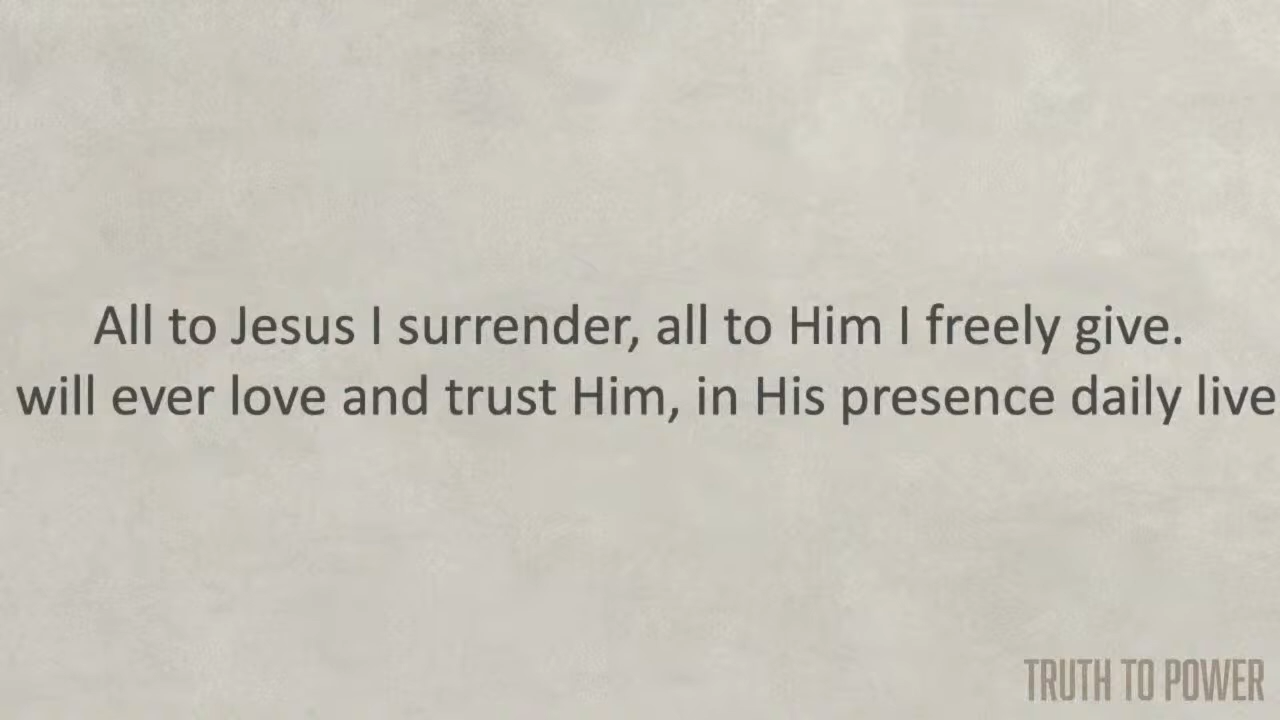 All to Jesus I surrender, all to Him I freely give.
will ever love and trust Him, in His presence daily live
TRUTH TO POWER